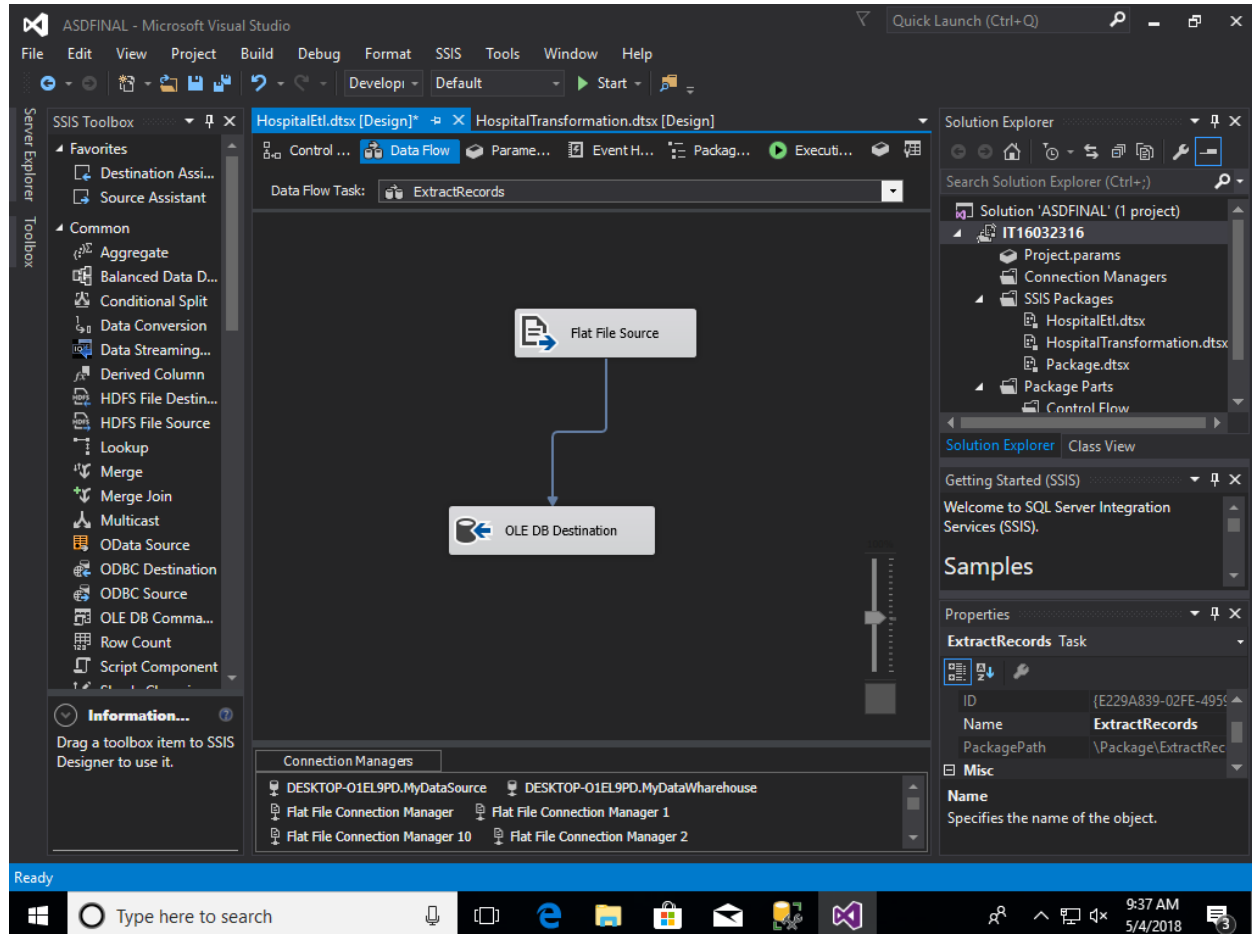 ASDFINAL - Microsoft Visual Studio
Quick Launch (Ctrl+Q)
File Edit View Project Build Debug Format SSIS Tools Window Help
Developı Default Start
Server Explorer
Toolbox
SSIS Toolbox
Favorites
Destination Assi...
Source Assistant
Common
Aggregate
Balanced Data D...
Conditional Split
Data Conversion
Data Streaming...
Derived Column
HDFS File Destin...
HDFS File Source
Lookup
Merge
Merge Join
Multicast
OData Source
ODBC Destination
ODBC Source
OLE DB Comma...
Row Count
Script Component
Information...
Drag a toolbox item to SSIS
Designer to use it.
HospitalEtl.dtsx [Design]* HospitalTransformation.dtsx [Design]
Control ... Data Flow Parame... Event H... Packag... Executi...
Data Flow Task: ExtractRecords
Flat File Source
OLE DB Destination
Connection Managers
DESKTOP-O1EL9PD.MyDataSource DESKTOP-O1EL9PD.MyDataWharehouse
Flat File Connection Manager Flat File Connection Manager 1
Flat File Connection Manager 10 Flat File Connection Manager 2
Solution Explorer
Search Solution Explorer (Ctrl+;)
Solution 'ASDFINAL' (1 project)
IT16032316
Project.params
Connection Managers
SSIS Packages
HospitalEtl.dtsx
HospitalTransformation.dtsx
Package.dtsx
Package Parts
Control Flow
Solution Explorer Class View
Getting Started (SSIS)
Welcome to SQL Server Integration
Services (SSIS).
Samples
Properties
ExtractRecords Task
ID {E229A839-02FE-4959
Name ExtractRecords
PackagePath \Package\ExtractRec
Misc
Name
Specifies the name of the object.
Ready
Type here to search
9:37 AM
5/4/2018
3